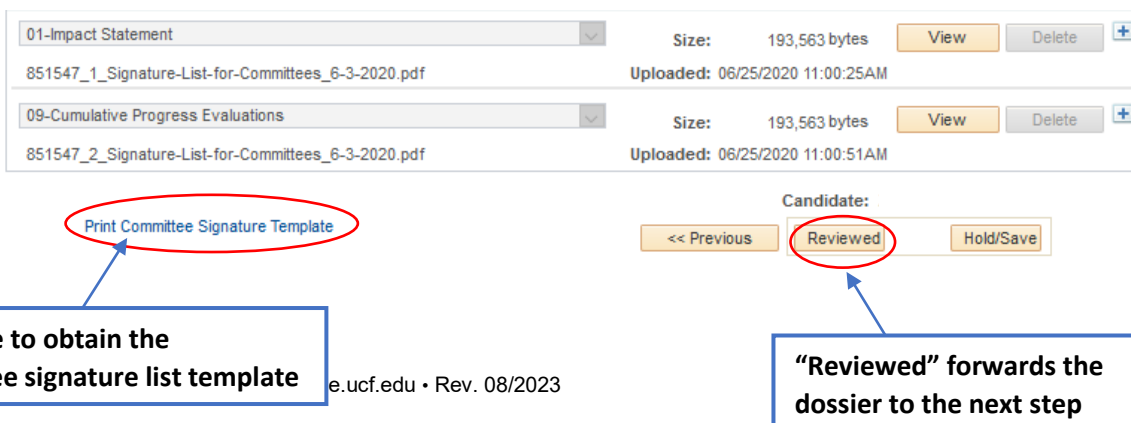 01-Impact Statement
Size: 193,563 bytes View Delete +
851547_1_Signature-List-for-Committees_6-3-2020.pdf Uploaded: 06/25/2020 11:00:25AM
09-Cumulative Progress Evaluations
Size: 193,563 bytes View Delete +
851547_2_Signature-List-for-Committees_6-3-2020.pdf Uploaded: 06/25/2020 11:00:51AM
Candidate:
Print Committee Signature Template
<< Previous Reviewed Hold/Save
e to obtain the
ee signature list template
e.ucf.edu • Rev. 08/2023
“Reviewed” forwards the
dossier to the next step